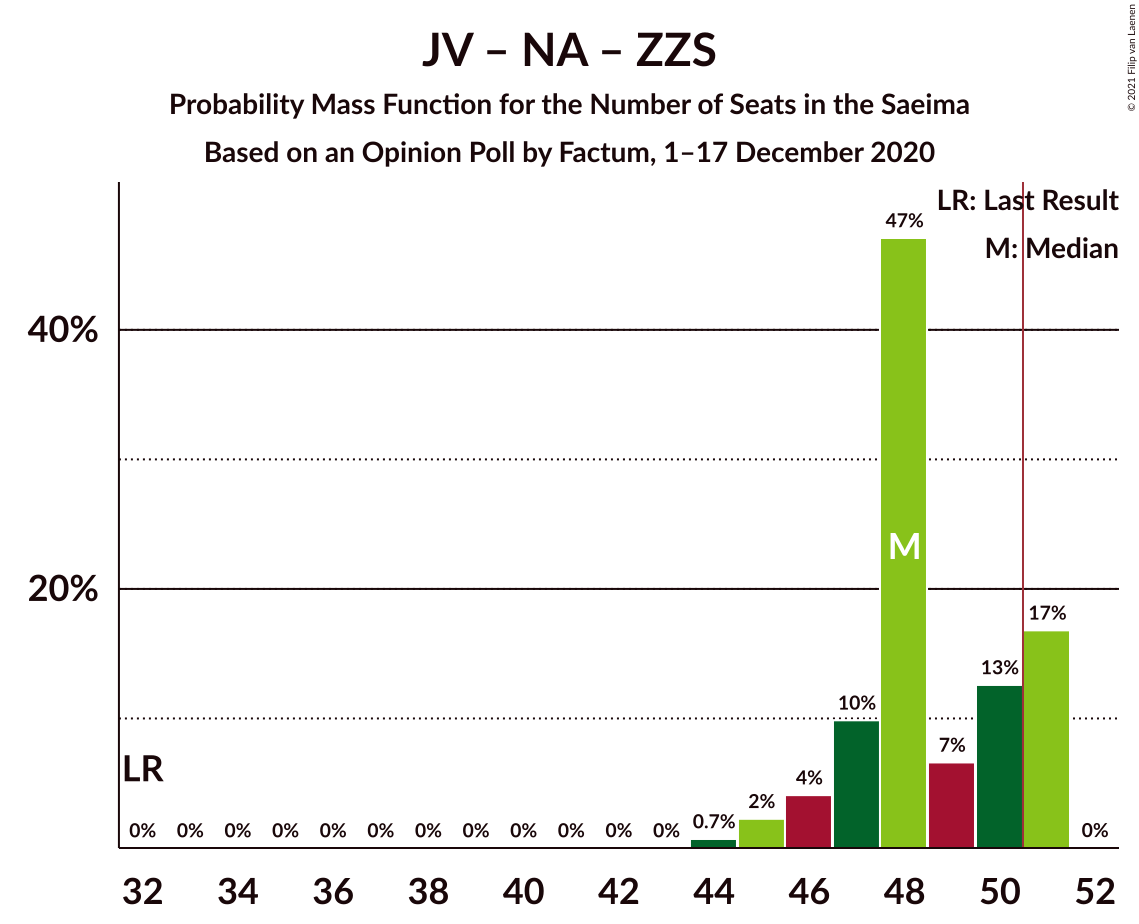 JV – NA – ZZS
Probability Mass Function for the Number of Seats in the Saeima
Based on an Opinion Poll by Factum, 1–17 December 2020
© 2021 Filip van Laenen
LR: Last Result
M: Median
40%
20%
47%
M
17%
13%
10%
7%
4%
2%
0.7%
LR
0% 0% 0% 0% 0% 0% 0% 0% 0% 0% 0% 0% 0%
32 34 36 38 40 42 44 46 48 50 52